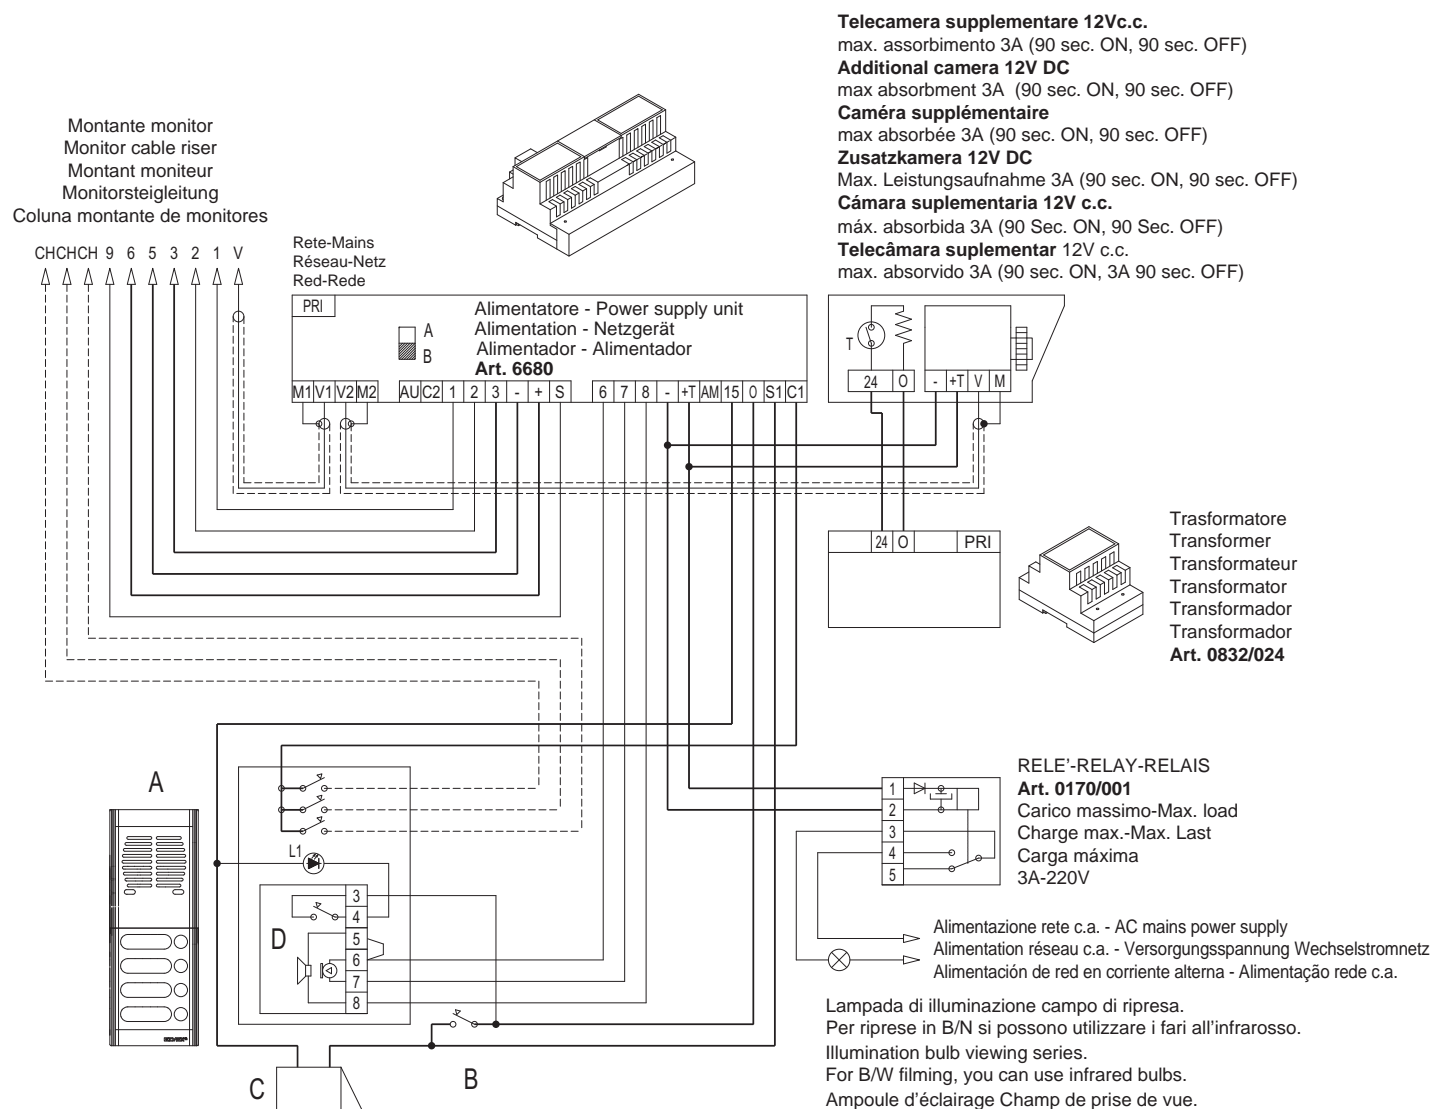 Telecamera supplementare 12Vc.c.
max. assorbimento 3A (90 sec. ON, 90 sec. OFF)
Additional camera 12V DC
max absorbment 3A (90 sec. ON, 90 sec. OFF)
Caméra supplémentaire
max absorbée 3A (90 sec. ON, 90 sec. OFF)
Zusatzkamera 12V DC
Max. Leistungsaufnahme 3A (90 sec. ON, 90 sec. OFF)
Cámara suplementaria 12V c.c.
máx. absorbida 3A (90 Sec. ON, 90 Sec. OFF)
Telecâmara suplementar 12V c.c.
max. absorvido 3A (90 sec. ON, 3A 90 sec. OFF)
Montante monitor
Monitor cable riser
Montant moniteur
Monitorsteigleitung
Coluna montante de monitores
CH CH CH 9 6 5 3 2 1 V
Rete-Mains
Réseau-Netz
Red-Rede
PRI
A
B
Alimentatore - Power supply unit
Alimentation - Netzgerät
Alimentador - Alimentador
Art. 6680
M1 V1 V2 M2 AU C2 1 2 3 - + S 6 7 8 - +T AM 15 0 S1 C1
T
24 O - +T V M
24 O PRI
Trasformatore
Transformer
Transformateur
Transformator
Transformador
Transformador
Art. 0832/024
RELE'-RELAY-RELAIS
Art. 0170/001
Carico massimo-Max. load
Charge max.-Max. Last
Carga máxima
3A-220V
1
2
3
4
5
A
L1
D
3
4
5
6
7
8
C
B
Alimentazione rete c.a. - AC mains power supply
Alimentation réseau c.a. - Versorgungsspannung Wechselstromnetz
Alimentación de red en corriente alterna - Alimentação rede c.a.
Lampada di illuminazione campo di ripresa.
Per riprese in B/N si possono utilizzare i fari all'infrarosso.
Illumination bulb viewing series.
For B/W filming, you can use infrared bulbs.
Ampoule d'éclairage Champ de prise de vue.